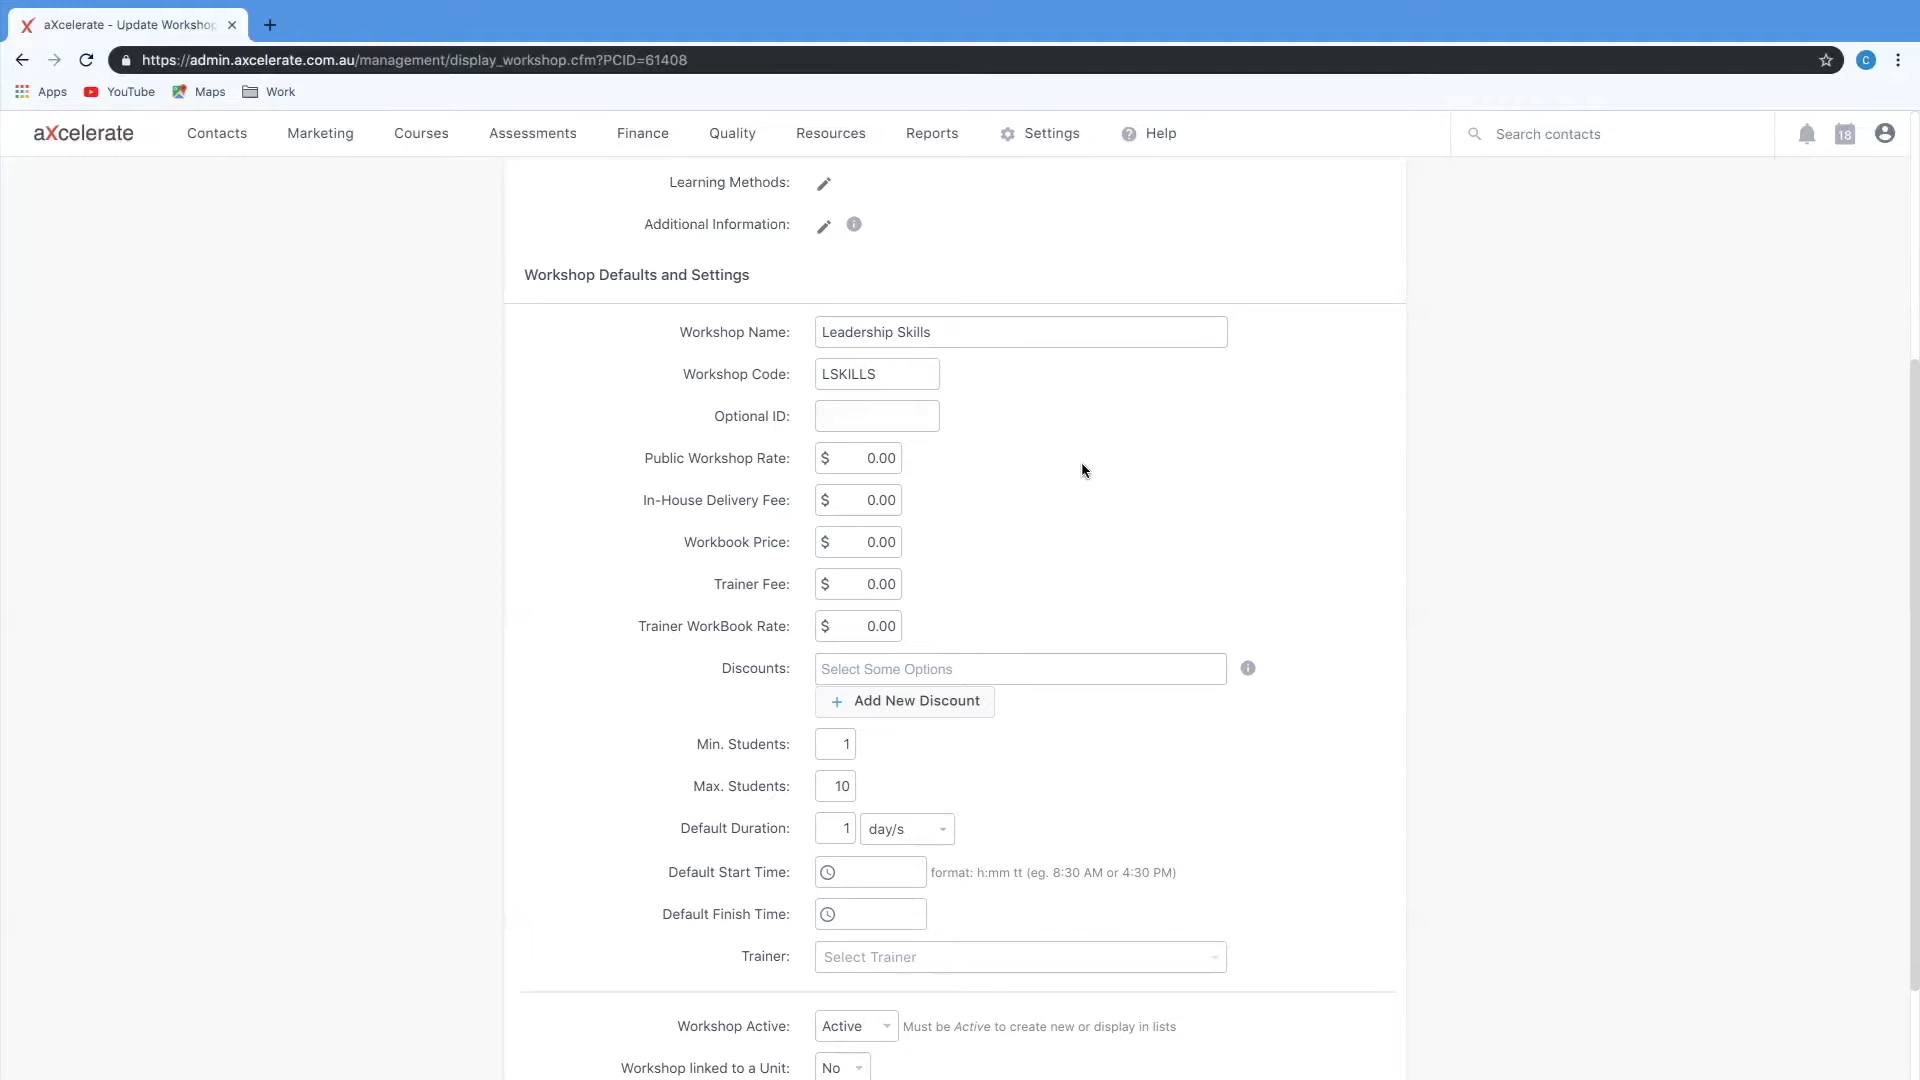 aXcelerate - Update Workshop
https://admin.axcelerate.com.au/management/display_workshop.cfm?PCID=61408
C
Apps YouTube Maps Work
aXcelerate Contacts Marketing Courses Assessments Finance Quality Resources Reports Settings Help Search contacts 18
Learning Methods:
Additional Information:
Workshop Defaults and Settings
Workshop Name: Leadership Skills
Workshop Code: LSKILLS
Optional ID:
Public Workshop Rate: $ 0.00
In-House Delivery Fee: $ 0.00
Workbook Price: $ 0.00
Trainer Fee: $ 0.00
Trainer WorkBook Rate: $ 0.00
Discounts: Select Some Options
+ Add New Discount
Min. Students: 1
Max. Students: 10
Default Duration: 1 day/s
Default Start Time: format: h:mm tt (eg. 8:30 AM or 4:30 PM)
Default Finish Time:
Trainer: Select Trainer
Workshop Active: Active Must be Active to create new or display in lists
Workshop linked to a Unit: No